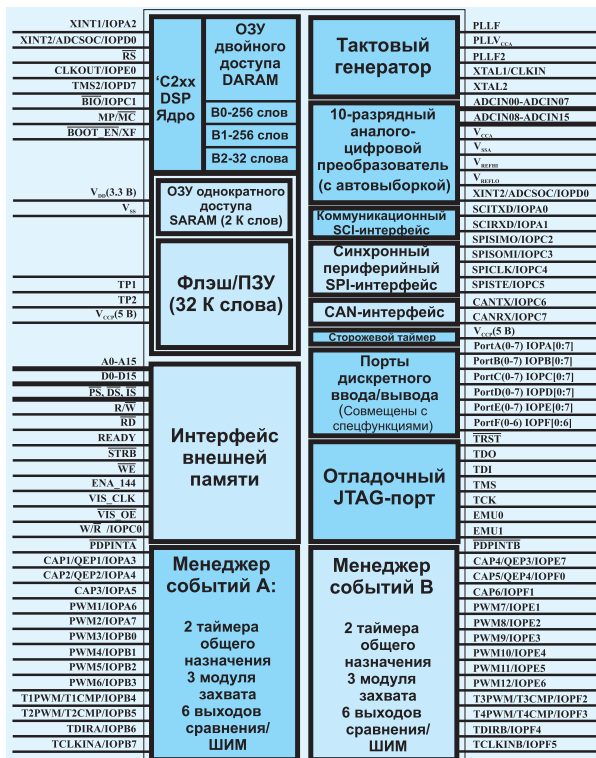 XINT1/IOPA2
XINT2/ADCSOC/IOPD0
RS
CLKOUT/IOPE0
TMS2/IOPD7
BIO/IOPC1
MP/MC
BOOT_EN/XF
V_DD(3.3 В)
V_SS
TP1
TP2
V_CCP(5 В)
A0-A15
D0-D15
PS, DS, IS
R/W
RD
READY
STRB
WE
ENA_144
VIS_CLK
VIS_OE
W/R /IOPC0
PDPINTA
CAP1/QEP1/IOPA3
CAP2/QEP2/IOPA4
CAP3/IOPA5
PWM1/IOPA6
PWM2/IOPA7
PWM3/IOPB0
PWM4/IOPB1
PWM5/IOPB2
PWM6/IOPB3
T1PWM/T1CMP/IOPB4
T2PWM/T2CMP/IOPB5
TDIRA/IOPB6
TCLKINA/IOPB7
‘C2xx
DSP
Ядро
ОЗУ
двойного
доступа
DARAM
B0-256 слов
B1-256 слов
B2-32 слова
ОЗУ однократного
доступа
SARAM (2 К слов)
Флэш/ПЗУ
(32 К слова)
Интерфейс
внешней
памяти
Менеджер
событий А:
2 таймера
общего
назначения
3 модуля
захвата
6 выходов
сравнения/
ШИМ
Тактовый
генератор
10-разрядный
аналого-
цифровой
преобразователь
(с автовыборкой)
Коммуникационный
SCI-интерфейс
Синхронный
периферийный
SPI-интерфейс
CAN-интерфейс
Сторожевой таймер
Порты
дискретного
ввода/вывода
(Совмещены с
спецфункциями)
Отладочный
JTAG-порт
Менеджер
событий В
2 таймера
общего
назначения
3 модуля
захвата
6 выходов
сравнения/
ШИМ
PLLF
PLLV_CCA
PLLF2
XTAL1/CLKIN
XTAL2
ADCIN00-ADCIN07
ADCIN08-ADCIN15
V_CCA
V_SSA
V_REFHI
V_REFLO
XINT2/ADCSOC/IOPD0
SCITXD/IOPA0
SCIRXD/IOPA1
SPISIMO/IOPC2
SPISOMI/IOPC3
SPICLK/IOPC4
SPISTE/IOPC5
CANTX/IOPC6
CANRX/IOPC7
V_CCP(5 В)
PortA(0-7) IOPA[0:7]
PortB(0-7) IOPB[0:7]
PortC(0-7) IOPC[0:7]
PortD(0-7) IOPD[0:7]
PortE(0-7) IOPE[0:7]
PortF(0-6) IOPF[0:6]
TRST
TDO
TDI
TMS
TCK
EMU0
EMU1
PDPINTB
CAP4/QEP3/IOPE7
CAP5/QEP4/IOPF0
CAP6/IOPF1
PWM7/IOPE1
PWM8/IOPE2
PWM9/IOPE3
PWM10/IOPE4
PWM11/IOPE5
PWM12/IOPE6
T3PWM/T3CMP/IOPF2
T4PWM/T4CMP/IOPF3
TDIRB/IOPF4
TCLKINB/IOPF5